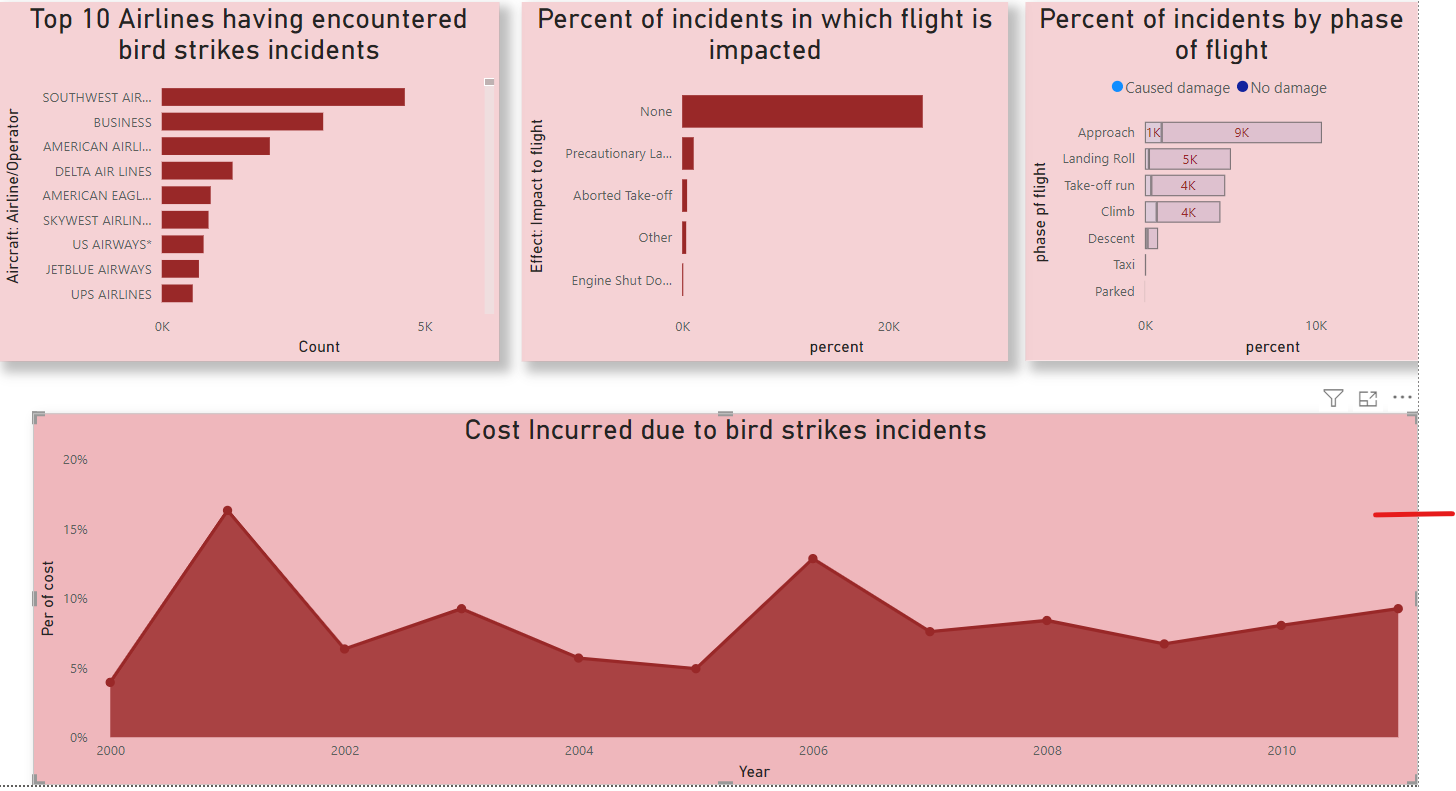 Top 10 Airlines having encountered
bird strikes incidents
Aircraft: Airline/Operator
SOUTHWEST AIR...
BUSINESS
AMERICAN AIRLI...
DELTA AIR LINES
AMERICAN EAGL...
SKYWEST AIRLIN...
US AIRWAYS*
JETBLUE AIRWAYS
UPS AIRLINES
0K 5K
Count
Percent of incidents in which flight is
impacted
Effect: Impact to flight
None
Precautionary La...
Aborted Take-off
Other
Engine Shut Do...
0K 20K
percent
Percent of incidents by phase
of flight
Caused damage No damage
phase pf flight
Approach 1K 9K
Landing Roll 5K
Take-off run 4K
Climb 4K
Descent
Taxi
Parked
0K 10K
percent
Cost Incurred due to bird strikes incidents
Per of cost
20%
15%
10%
5%
0%
2000 2002 2004 2006 2008 2010
Year